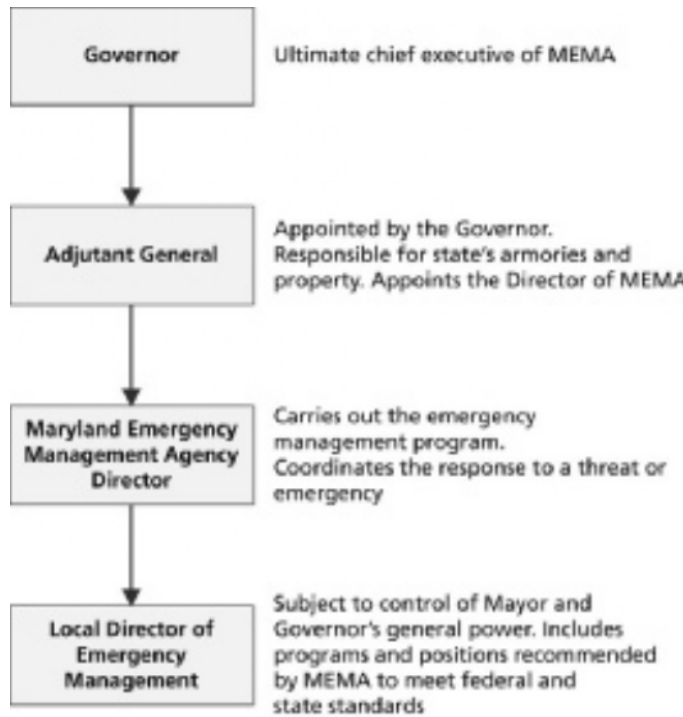 Governor
Ultimate chief executive of MEMA
Adjutant General
Appointed by the Governor.
Responsible for state's armories and
property. Appoints the Director of MEMA
Maryland Emergency
Management Agency
Director
Carries out the emergency
management program.
Coordinates the response to a threat or
emergency
Local Director of
Emergency
Management
Subject to control of Mayor and
Governor's general power. Includes
programs and positions recommended
by MEMA to meet federal and
state standards